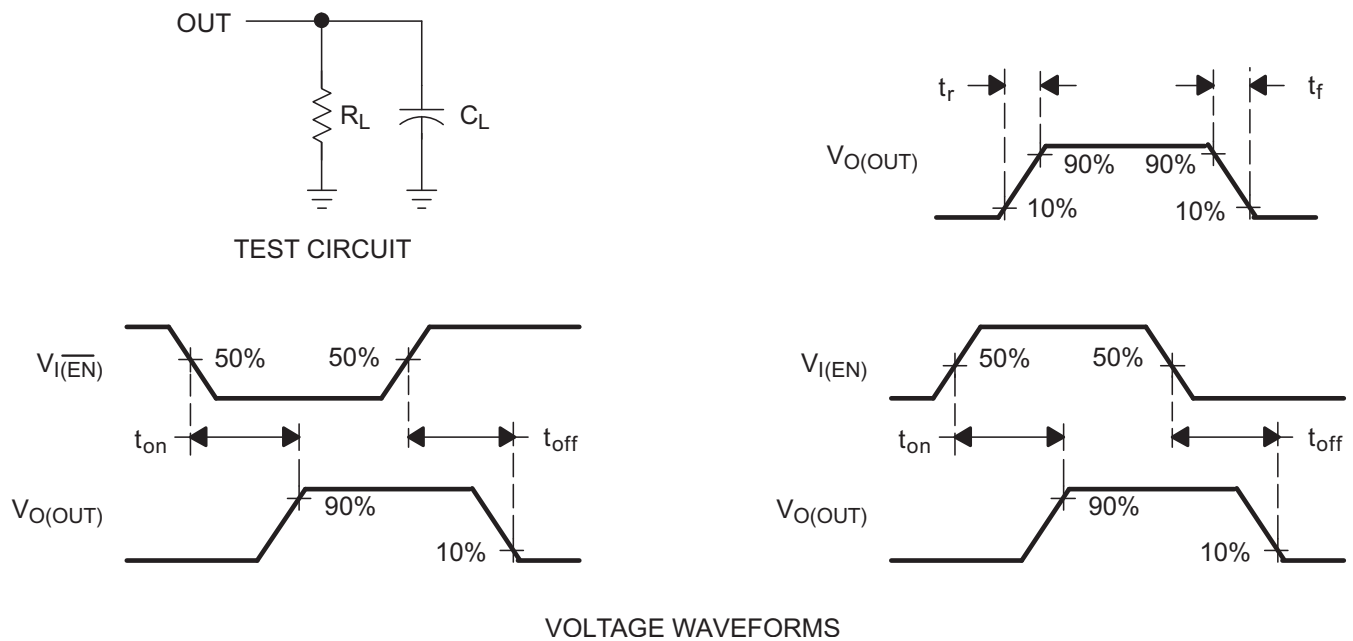 OUT
R_L
C_L
TEST CIRCUIT
t_r
t_f
V_O(OUT)
90%
90%
10%
10%
V_I(E̅N̅)
50%
50%
t_on
t_off
V_O(OUT)
90%
10%
V_I(EN)
50%
50%
t_on
t_off
V_O(OUT)
90%
10%
VOLTAGE WAVEFORMS